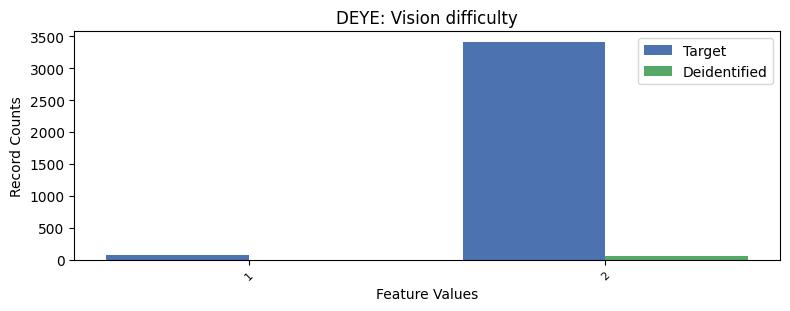 DEYE: Vision difficulty
Record Counts
3500
3000
2500
2000
1500
1000
500
0
Target
Deidentified
1
2
Feature Values